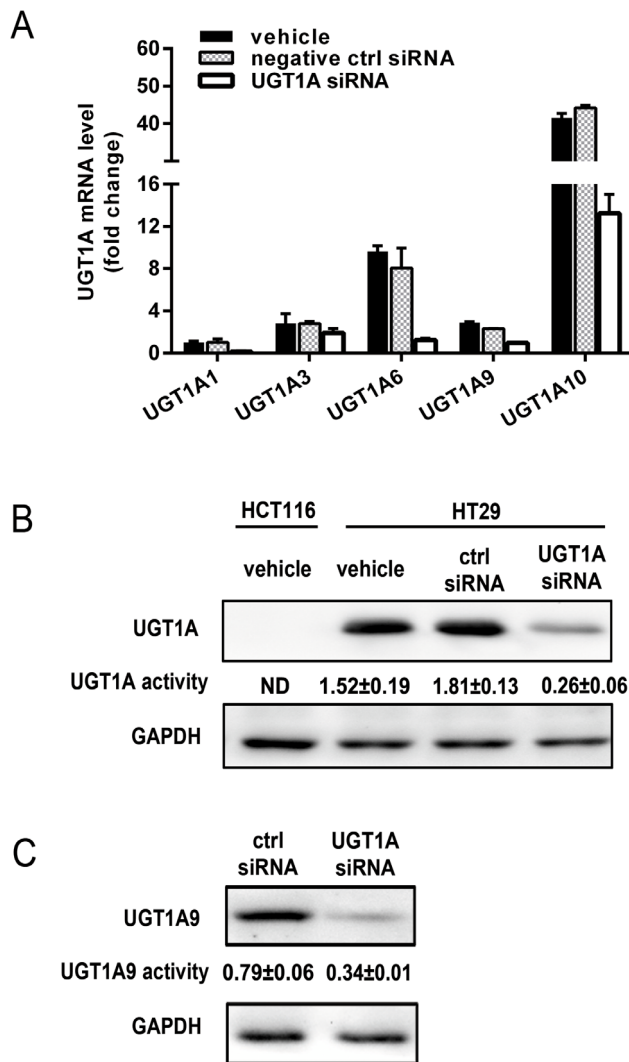 A
vehicle
negative ctrl siRNA
UGT1A siRNA
UGT1A mRNA level
(fold change)
60
50
40
30
16
12
8
4
0
UGT1A1
UGT1A3
UGT1A6
UGT1A9
UGT1A10
B
HCT116 HT29
vehicle vehicle ctrl siRNA UGT1A siRNA
UGT1A
UGT1A activity ND 1.52±0.19 1.81±0.13 0.26±0.06
GAPDH
C
ctrl siRNA UGT1A siRNA
UGT1A9
UGT1A9 activity 0.79±0.06 0.34±0.01
GAPDH